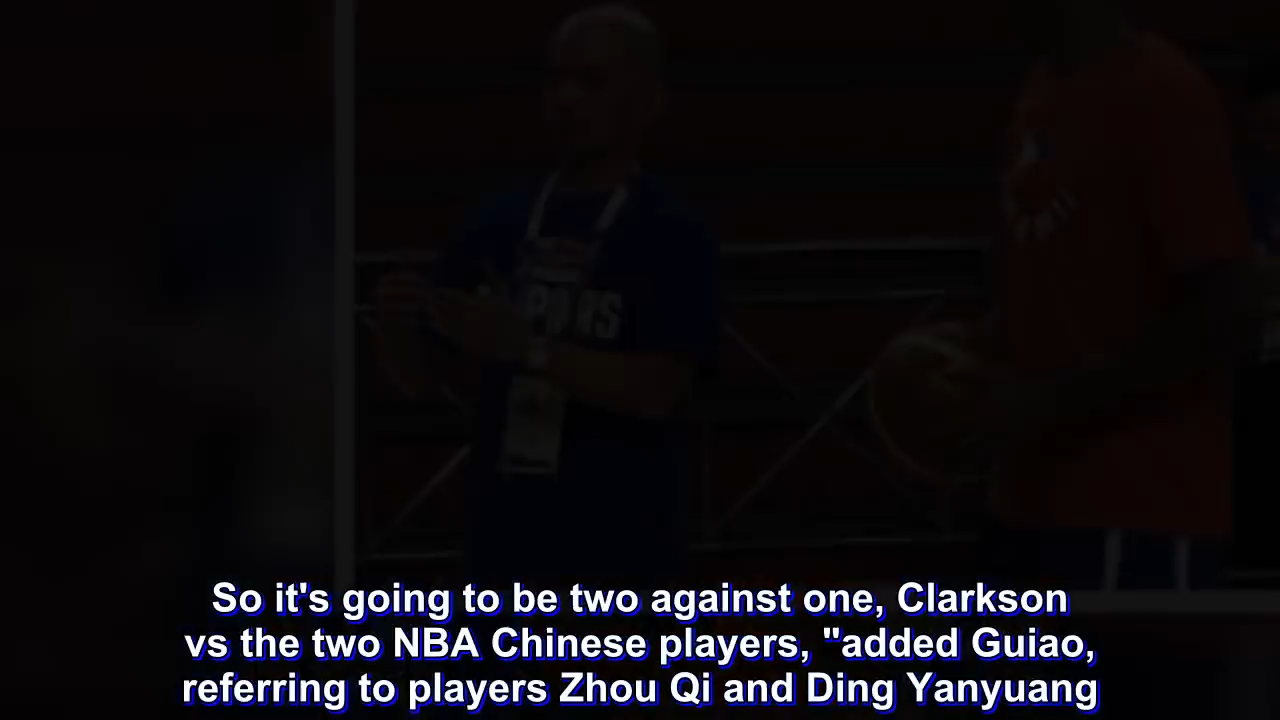 So it's going to be two against one, Clarkson
vs the two NBA Chinese players, "added Guiao,
referring to players Zhou Qi and Ding Yanyuang